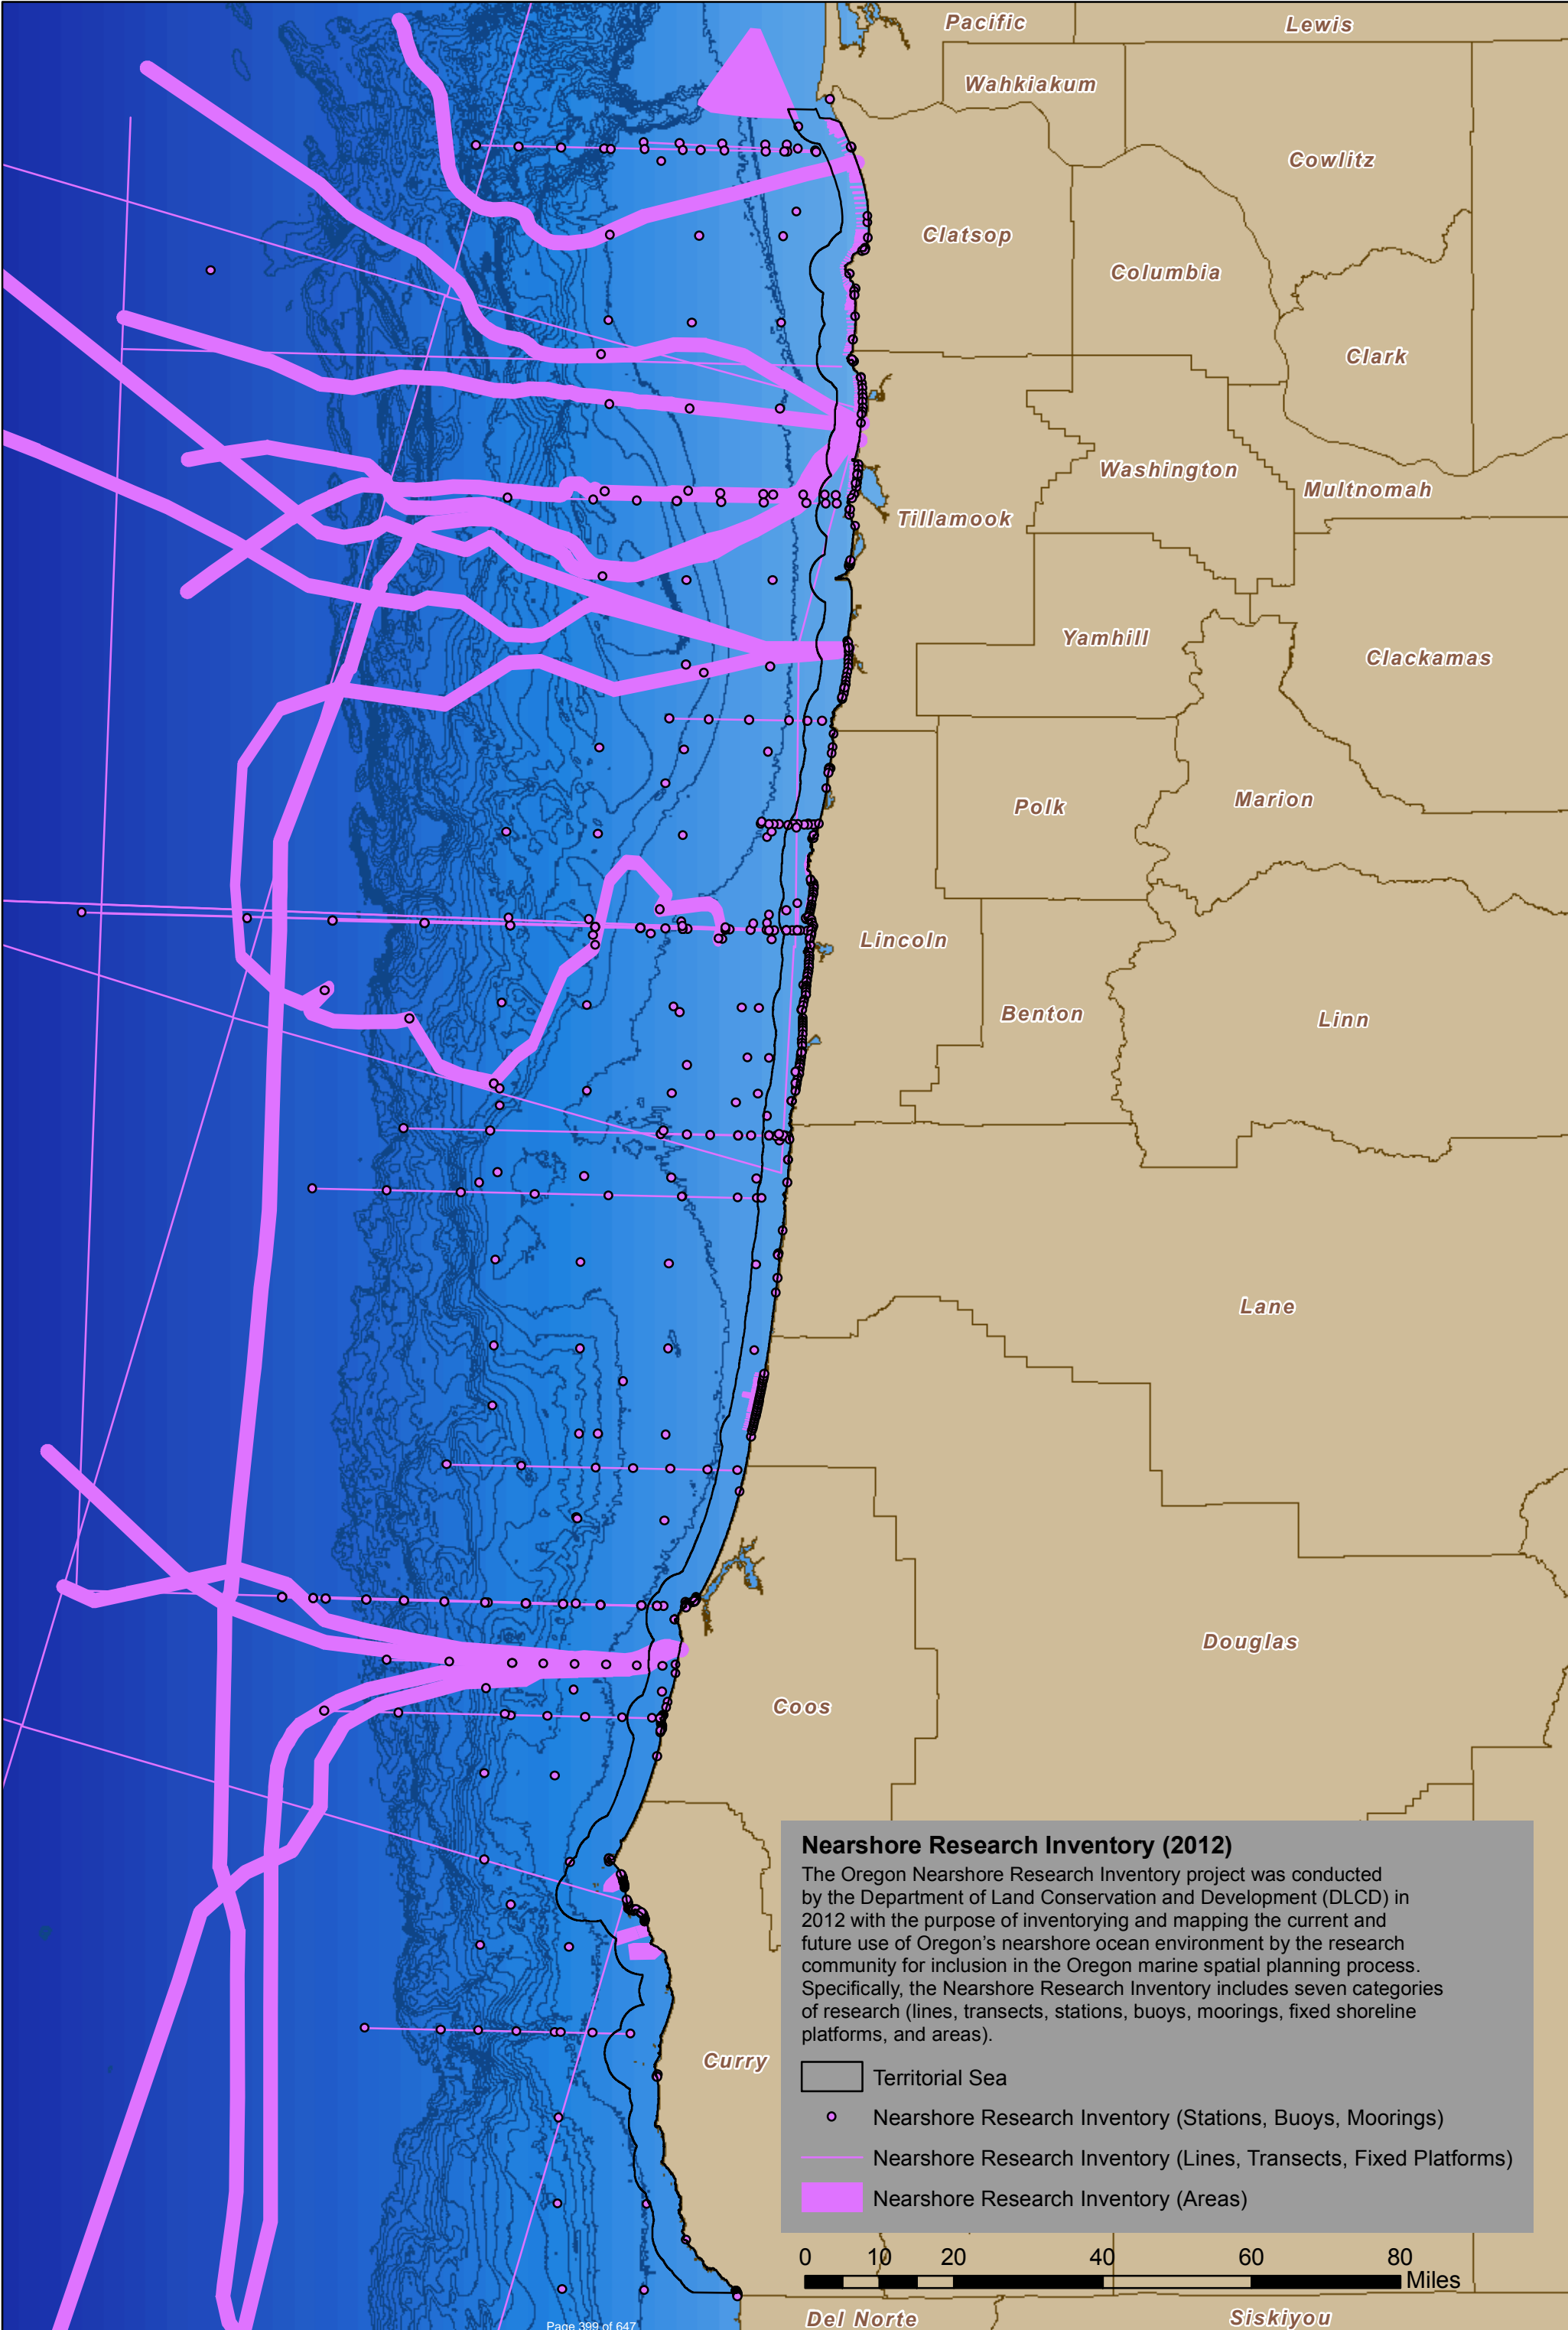 Pacific
Lewis
Wahkiakum
Cowlitz
Clatsop
Columbia
Clark
Washington
Multnomah
Tillamook
Yamhill
Clackamas
Polk
Marion
Lincoln
Benton
Linn
Lane
Douglas
Coos
Curry
Nearshore Research Inventory (2012)
The Oregon Nearshore Research Inventory project was conducted
by the Department of Land Conservation and Development (DLCD) in
2012 with the purpose of inventorying and mapping the current and
future use of Oregon's nearshore ocean environment by the research
community for inclusion in the Oregon marine spatial planning process.
Specifically, the Nearshore Research Inventory includes seven categories
of research (lines, transects, stations, buoys, moorings, fixed shoreline
platforms, and areas).
Territorial Sea
Nearshore Research Inventory (Stations, Buoys, Moorings)
Nearshore Research Inventory (Lines, Transects, Fixed Platforms)
Nearshore Research Inventory (Areas)
0 10 20 40 60 80
Miles
Del Norte
Siskiyou
Page 399 of 647